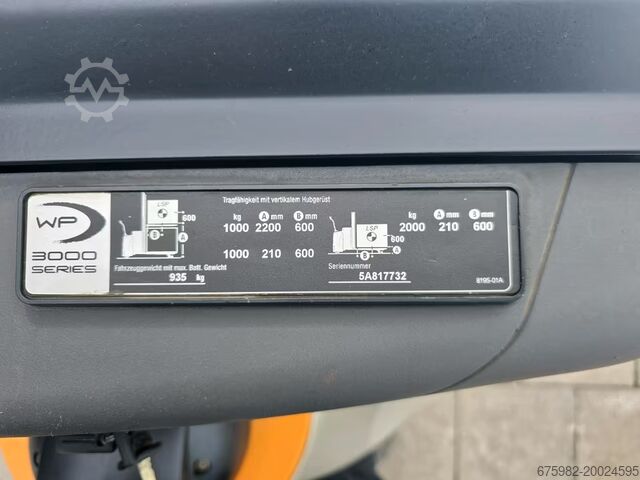 WP
3000
SERIES
Tragfähigkeit mit vertikalem Hubgerüst
LSP
600
A
B
kg A mm B mm
1000 2200 600
1000 210 600
LSP
600
A
B
kg A mm B mm
2000 210 600
Fahrzeuggewicht mit max. Batt. Gewicht
935 kg
Seriennummer
5A817732
8195-01A
675982-20024595